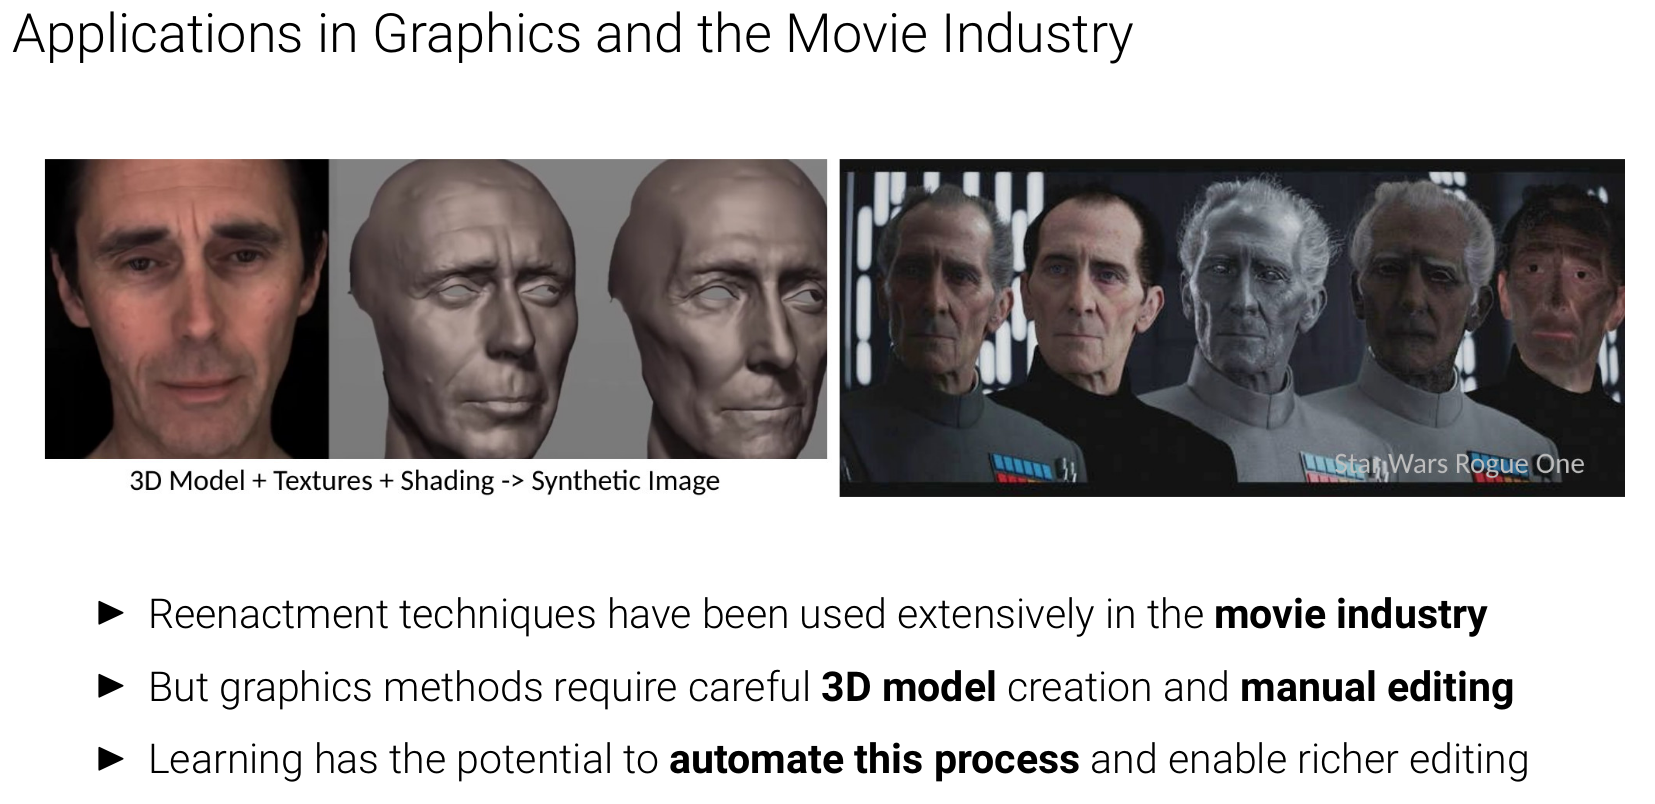 Applications in Graphics and the Movie Industry
3D Model + Textures + Shading -> Synthetic Image
Star Wars Rogue One
► Reenactment techniques have been used extensively in the movie industry
► But graphics methods require careful 3D model creation and manual editing
► Learning has the potential to automate this process and enable richer editing